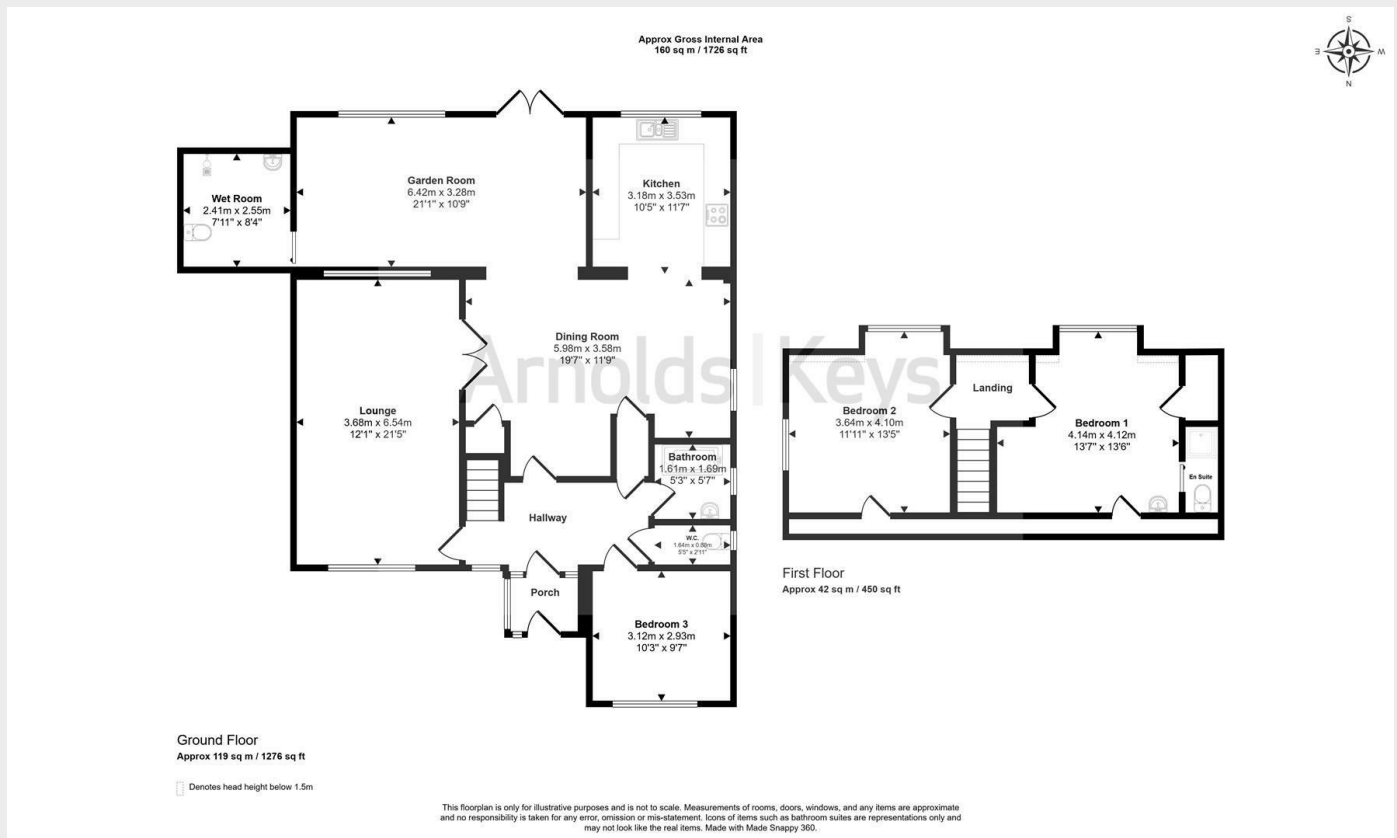 Approx Gross Internal Area
160 sq m / 1726 sq ft
S
E
W
N
Garden Room
6.42m x 3.28m
21'1" x 10'9"
Kitchen
3.18m x 3.53m
10'5" x 11'7"
Wet Room
2.41m x 2.55m
7'11" x 8'4"
Dining Room
5.98m x 3.58m
19'7" x 11'9"
Arnolds|Keys
Lounge
3.68m x 6.54m
12'1" x 21'5"
Landing
Bedroom 2
3.64m x 4.10m
11'11" x 13'5"
Bedroom 1
4.14m x 4.12m
13'7" x 13'6"
En Suite
Bathroom
1.61m x 1.69m
5'3" x 5'7"
Hallway
W.C.
5'5" x 2'11"
Porch
Bedroom 3
3.12m x 2.93m
10'3" x 9'7"
First Floor
Approx 42 sq m / 450 sq ft
Ground Floor
Approx 119 sq m / 1276 sq ft
Denotes head height below 1.5m
This floorplan is only for illustrative purposes and is not to scale. Measurements of rooms, doors, windows, and any items are approximate
and no responsibility is taken for any error, omission or mis-statement. Icons of items such as bathroom suites are representations only and
may not look like the real items. Made with Made Snappy 360.